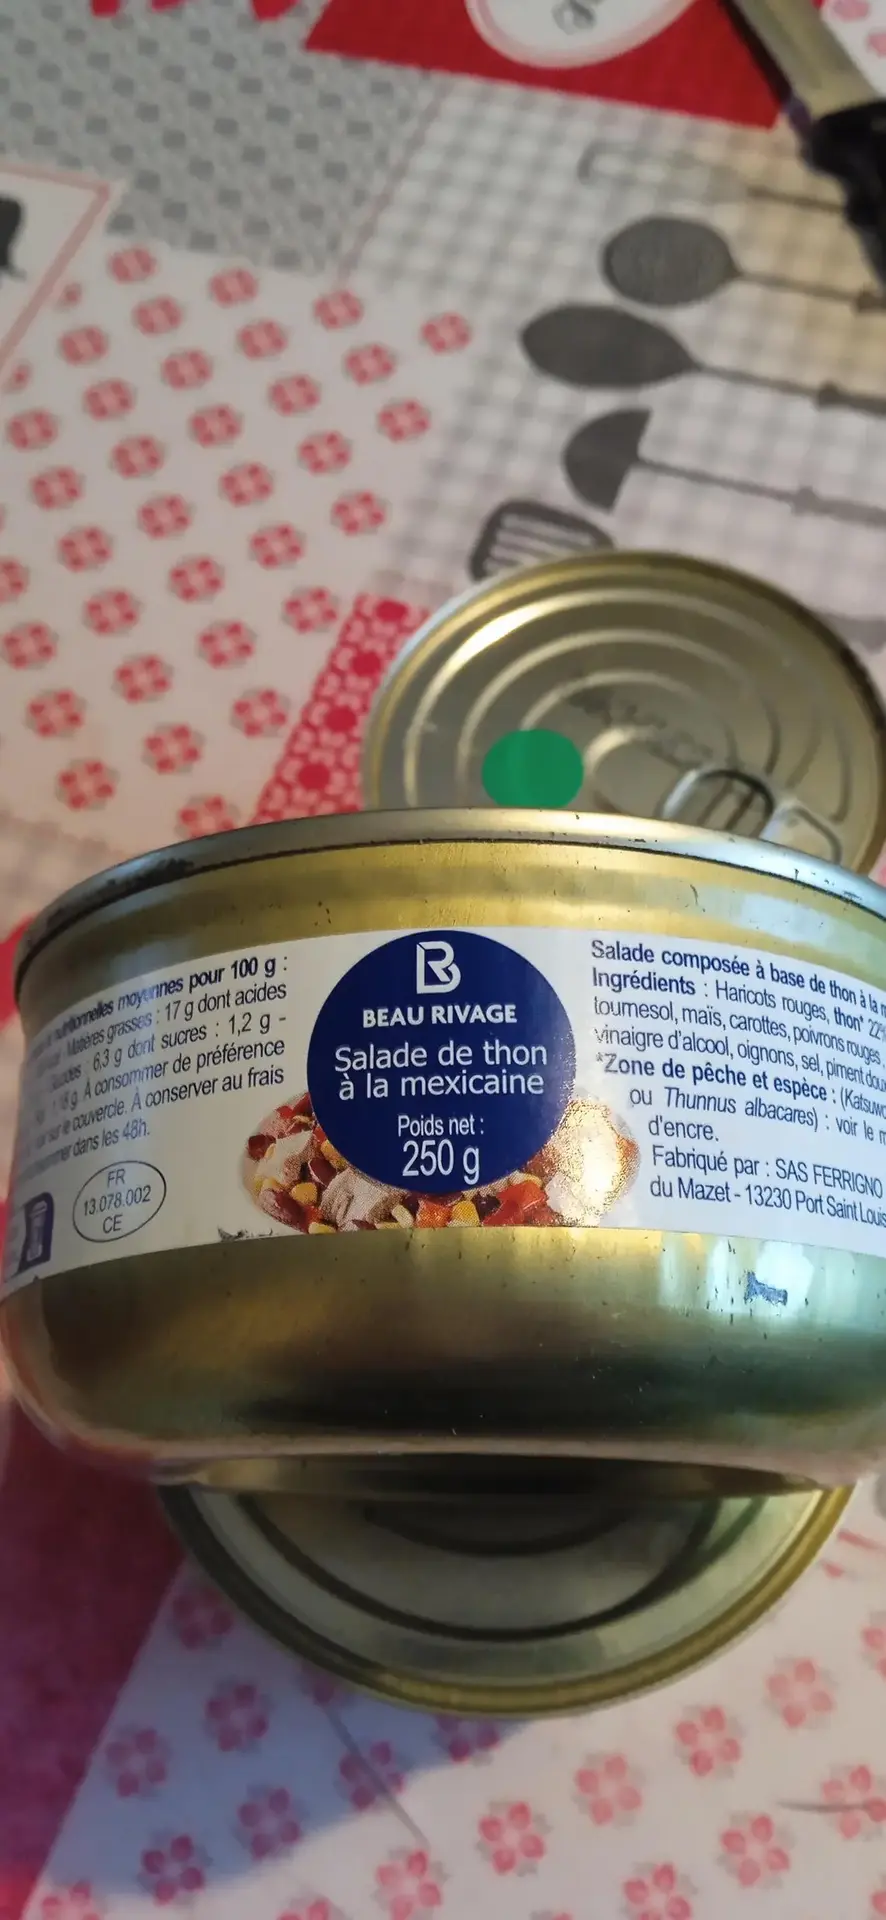 nutritionnelles moyennes pour 100 g :
Matières grasses : 17 g dont acides
6,3 g dont sucres : 1,2 g -
A consommer de préférence
sur le couvercle. À conserver au frais
dans les 48h.
FR
13.078.002
CE
BEAU RIVAGE
Salade de thon
à la mexicaine
Poids net :
250 g
Salade composée à base de thon à la
Ingrédients : Haricots rouges, thon* 22%
tournesol, maïs, carottes, poivrons rouges
vinaigre d'alcool, oignons, sel, piment
*Zone de pêche et espèce :
ou Thunnus albacares) : voir le
d'encre.
Fabriqué par : SAS FERRIGNO
du Mazet - 13230 Port Saint Louis